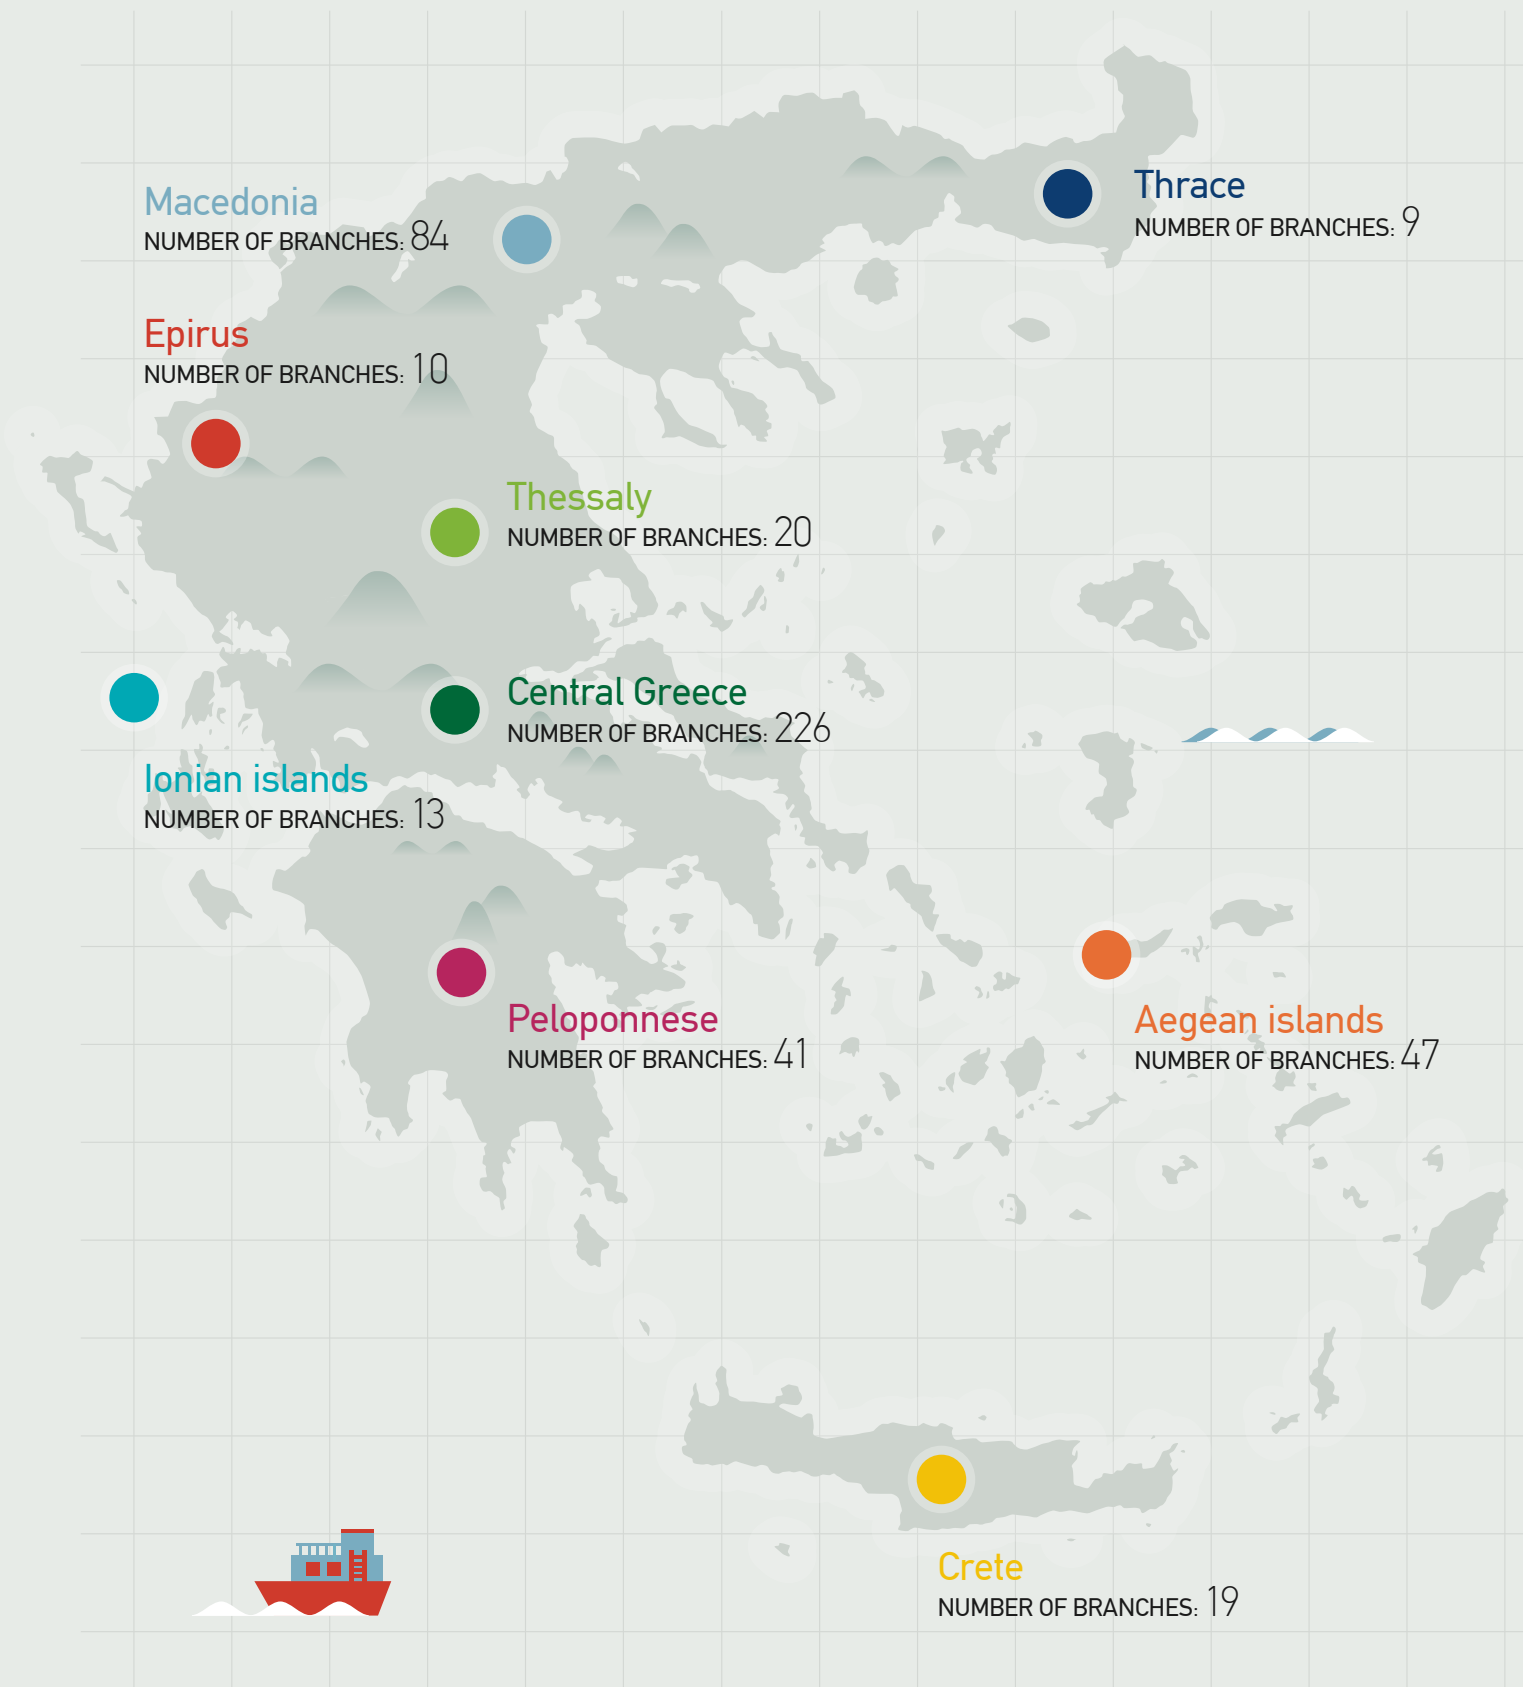 Macedonia
NUMBER OF BRANCHES: 84
Thrace
NUMBER OF BRANCHES: 9
Epirus
NUMBER OF BRANCHES: 10
Thessaly
NUMBER OF BRANCHES: 20
Central Greece
NUMBER OF BRANCHES: 226
Ionian islands
NUMBER OF BRANCHES: 13
Peloponnese
NUMBER OF BRANCHES: 41
Aegean islands
NUMBER OF BRANCHES: 47
Crete
NUMBER OF BRANCHES: 19